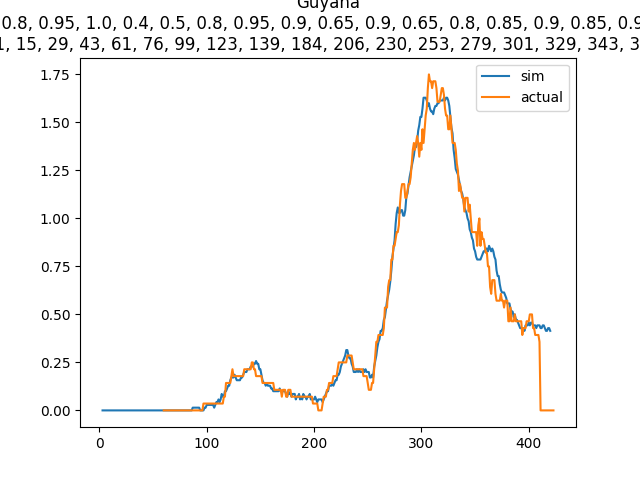 Guyana
0.8, 0.95, 1.0, 0.4, 0.5, 0.8, 0.95, 0.9, 0.65, 0.9, 0.65, 0.8, 0.85, 0.9, 0.85, 0.9
1, 15, 29, 43, 61, 76, 99, 123, 139, 184, 206, 230, 253, 279, 301, 329, 343, 3
sim
actual
1.75
1.50
1.25
1.00
0.75
0.50
0.25
0.00
0 100 200 300 400